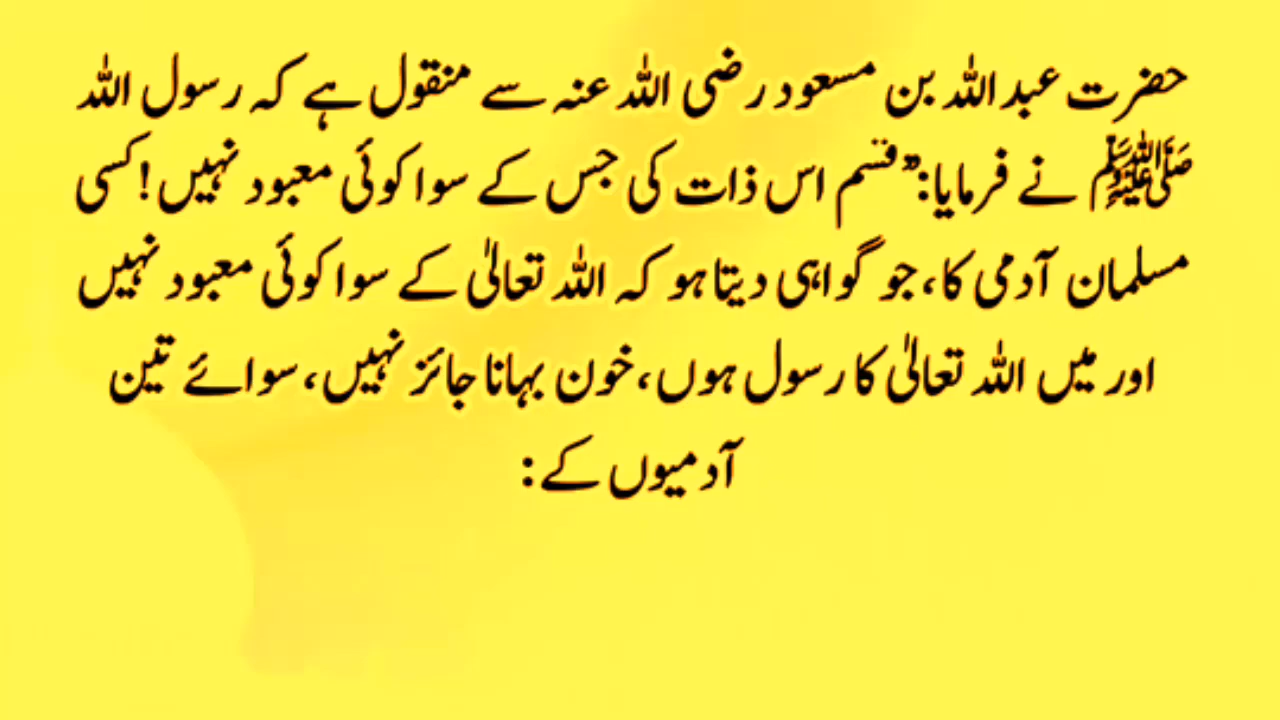 حضرت عبداللہ بن مسعود رضی اللہ عنہ سے منقول ہے کہ رسول اللہ
ﷺ نے فرمایا:”قسم اس ذات کی جس کے سوا کوئی معبود نہیں! کسی
مسلمان آدمی کا، جو گواہی دیتا ہو کہ اللہ تعالیٰ کے سوا کوئی معبود نہیں
اور میں اللہ تعالیٰ کا رسول ہوں، خون بہانا جائز نہیں، سوائے تین
آدمیوں کے: